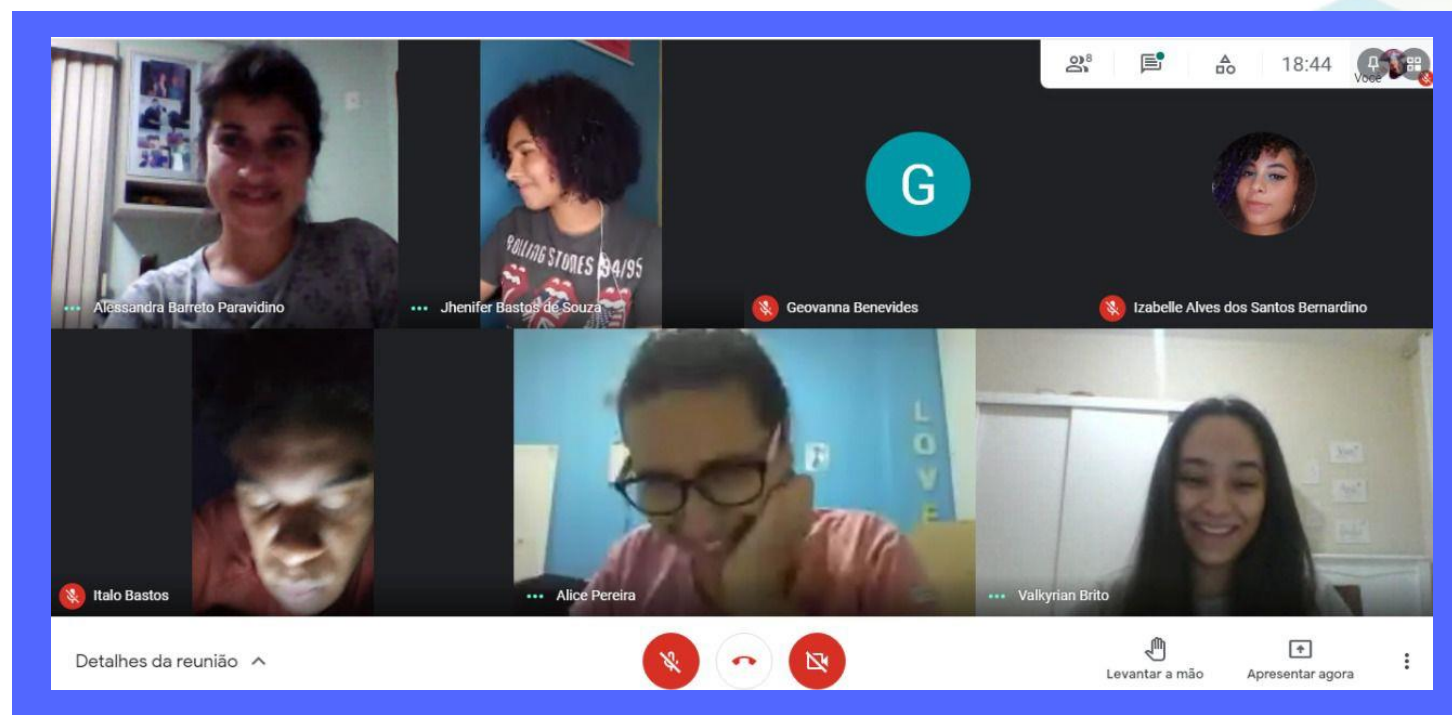 8
18:44
Você
G
ROLLING STONES 94/95
Alessandra Barreto Paravidino
Jhenifer Bastos de Souza
Geovanna Benevides
Izabelle Alves dos Santos Bernardino
LOVE
Italo Bastos
Alice Pereira
Valkyrian Brito
Detalhes da reunião
Levantar a mão
Apresentar agora